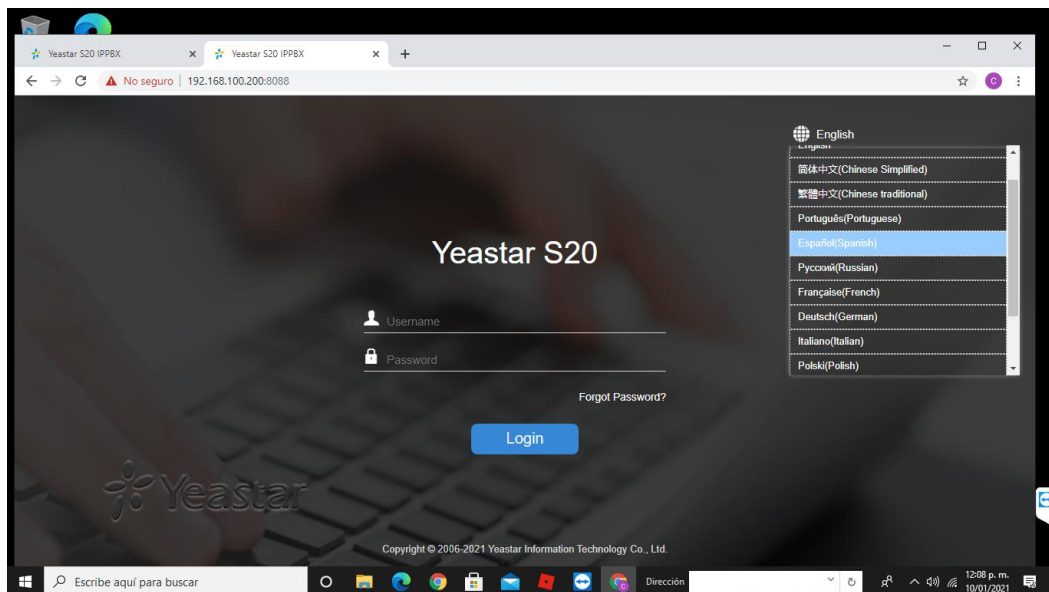 Yeastar S20 IPPBX
Yeastar S20 IPPBX
No seguro | 192.168.100.200:8088
C
English
English
简体中文(Chinese Simplified)
繁體中文(Chinese traditional)
Português(Portuguese)
Español(Spanish)
Русский(Russian)
Française(French)
Deutsch(German)
Italiano(Italian)
Polski(Polish)
Yeastar S20
Username
Password
Forgot Password?
Login
Yeastar
Copyright © 2006-2021 Yeastar Information Technology Co., Ltd.
Escribe aquí para buscar
Dirección
12:08 p. m.
10/01/2021